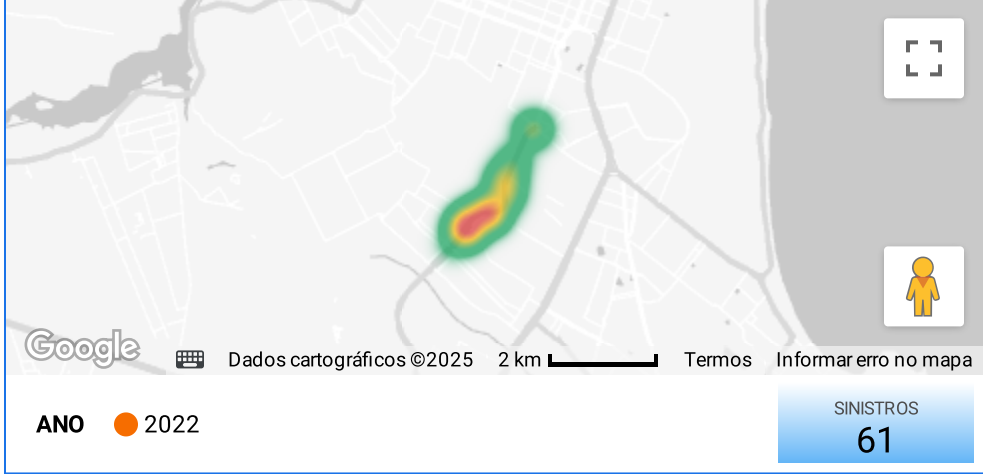 Google
Dados cartográficos ©2025
2 km
Termos
Informar erro no mapa
ANO
2022
SINISTROS
61